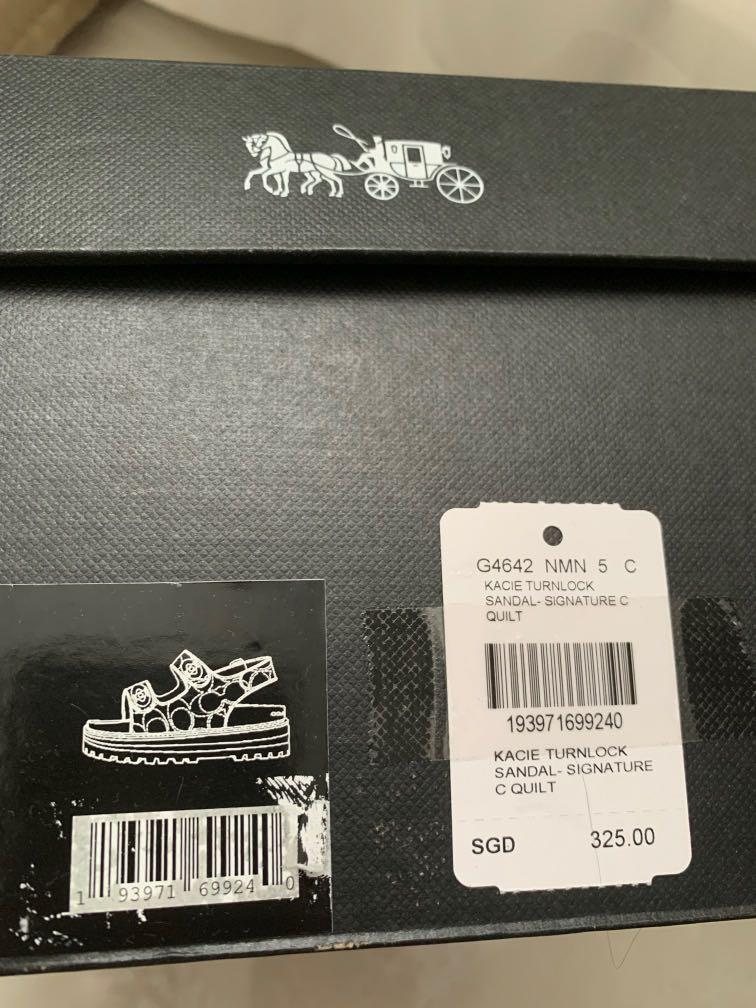 G4642 NMN 5 C
KACIE TURNLOCK
SANDAL- SIGNATURE C
QUILT
193971699240
KACIE TURNLOCK
SANDAL- SIGNATURE
C QUILT
SGD 325.00
1 93971 69924 0